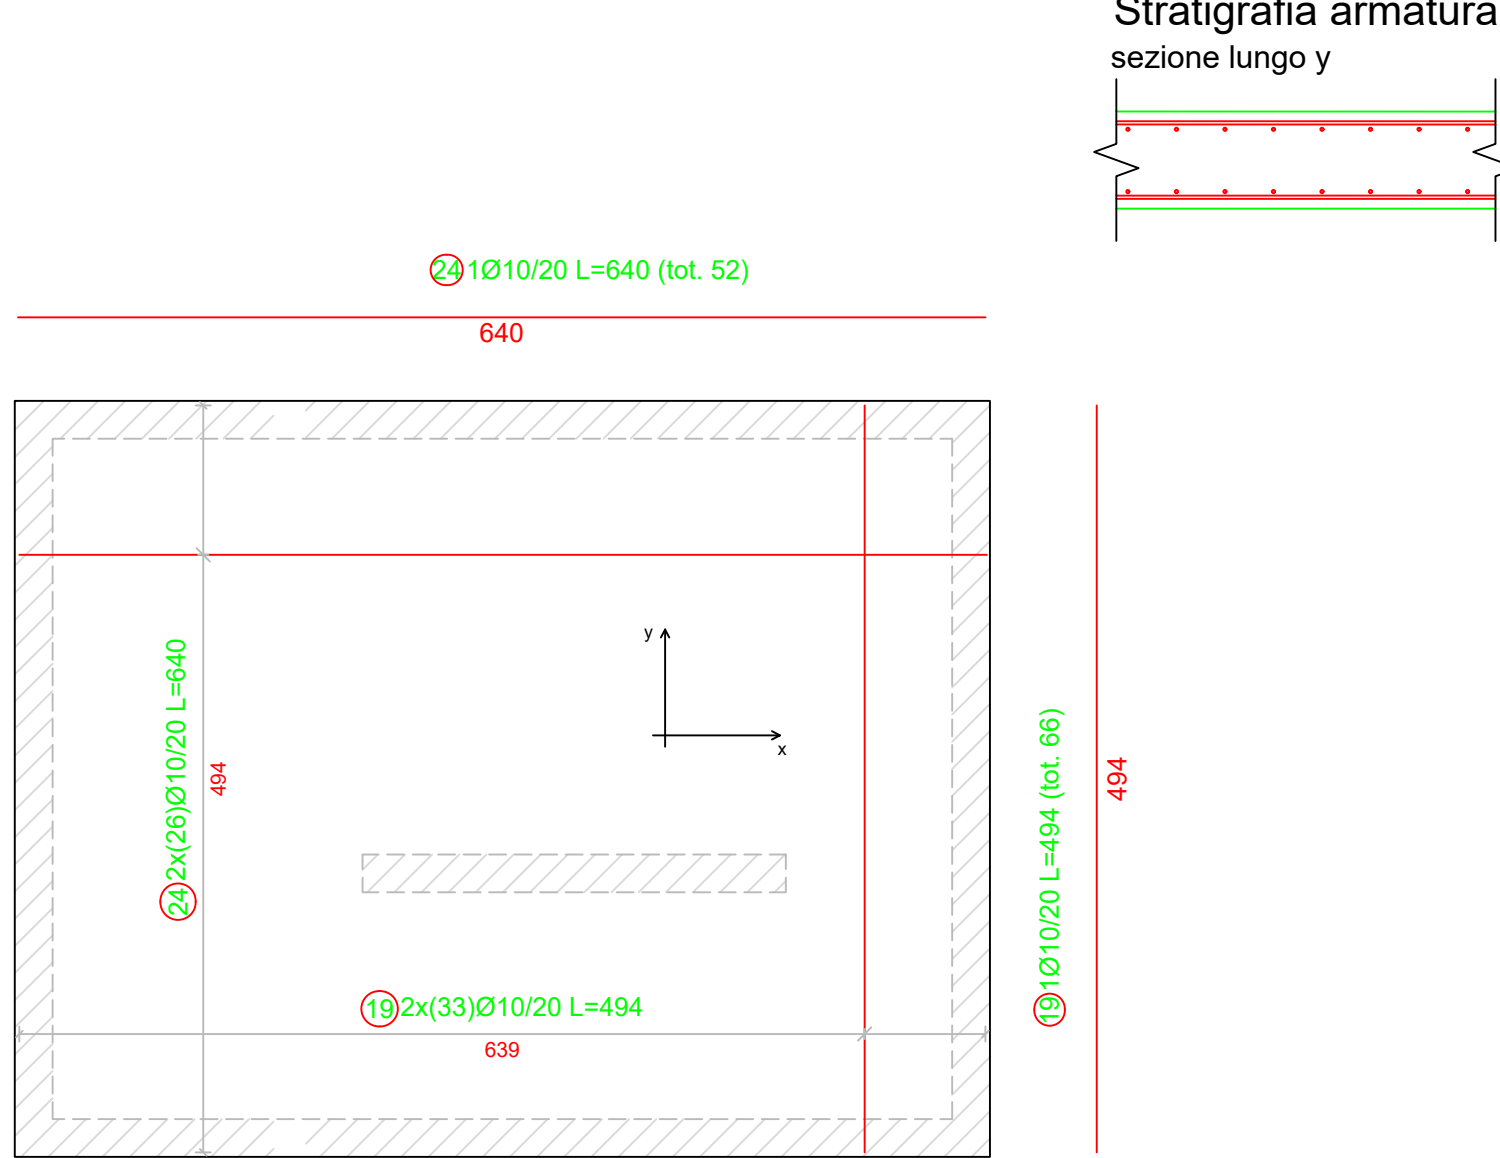 Stratigrafia armatura
sezione lungo y
24 1Ø10/20 L=640 (tot. 52)
640
24 2x(26)Ø10/20 L=640
494
y
x
19 2x(33)Ø10/20 L=494
639
19 1Ø10/20 L=494 (tot. 66)
494